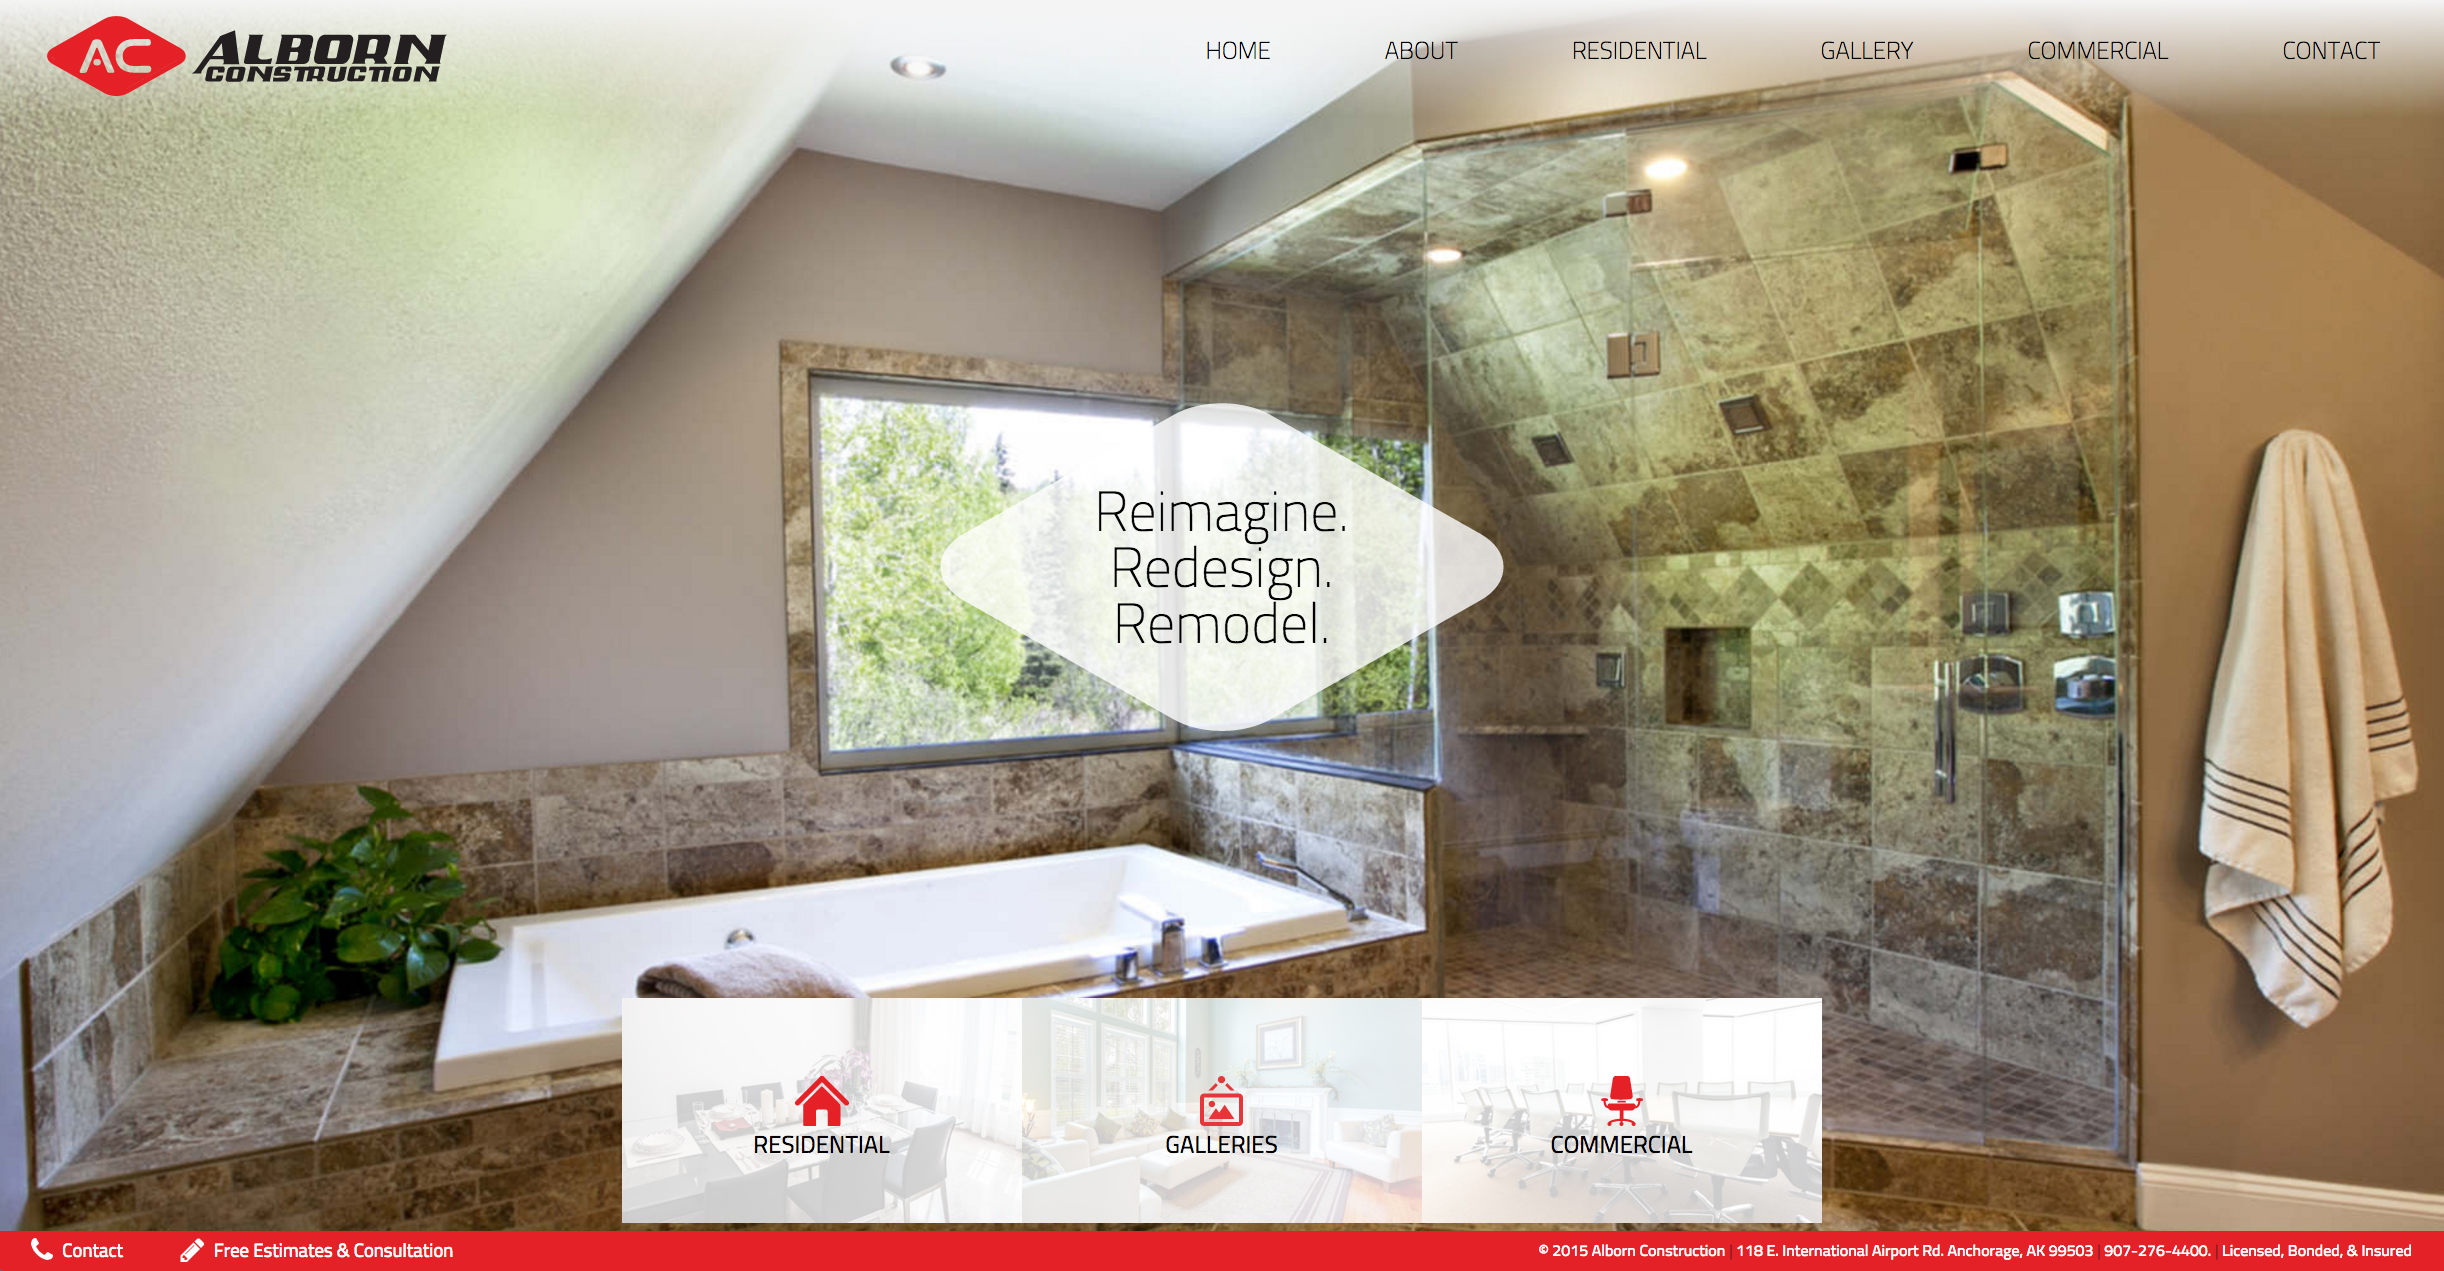 AC ALBORN
CONSTRUCTION
HOME ABOUT RESIDENTIAL GALLERY COMMERCIAL CONTACT
Reimagine.
Redesign.
Remodel.
RESIDENTIAL GALLERIES COMMERCIAL
Contact Free Estimates & Consultation © 2015 Alborn Construction | 118 E. International Airport Rd. Anchorage, AK 99503 | 907-276-4400. | Licensed, Bonded, & Insured